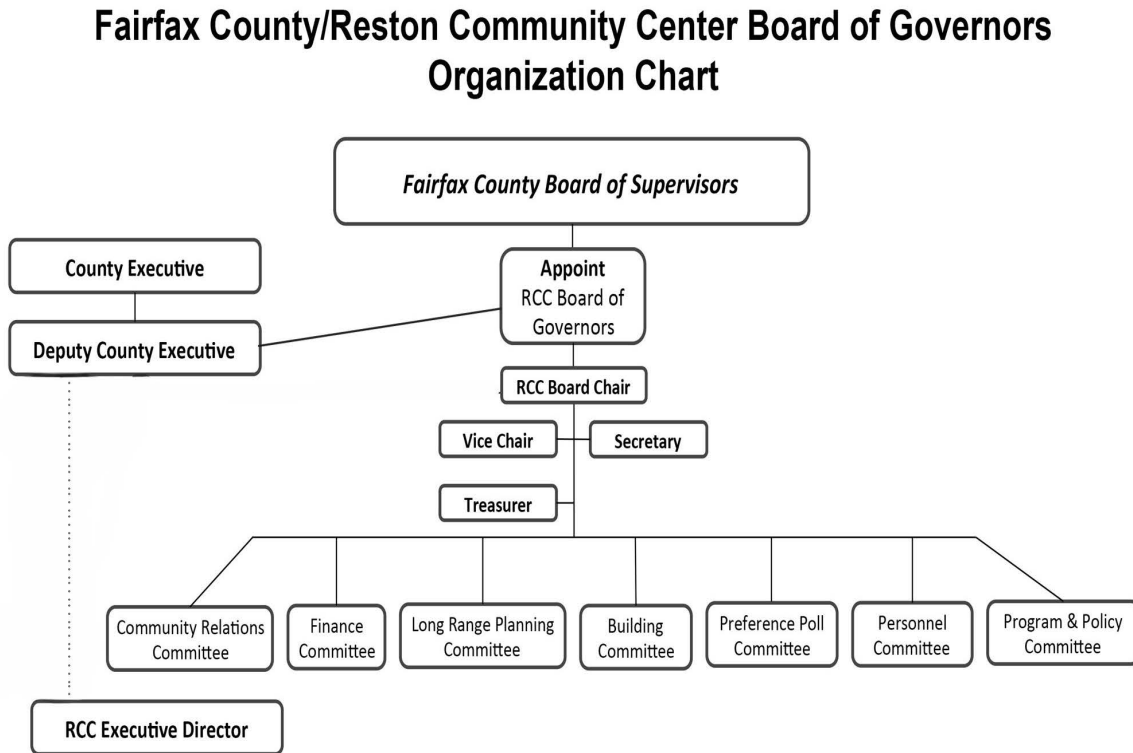 Fairfax County/Reston Community Center Board of Governors
Organization Chart
Fairfax County Board of Supervisors
County Executive
Appoint
RCC Board of
Governors
Deputy County Executive
RCC Board Chair
Vice Chair
Secretary
Treasurer
Community Relations
Committee
Finance
Committee
Long Range Planning
Committee
Building
Committee
Preference Poll
Committee
Personnel
Committee
Program & Policy
Committee
RCC Executive Director